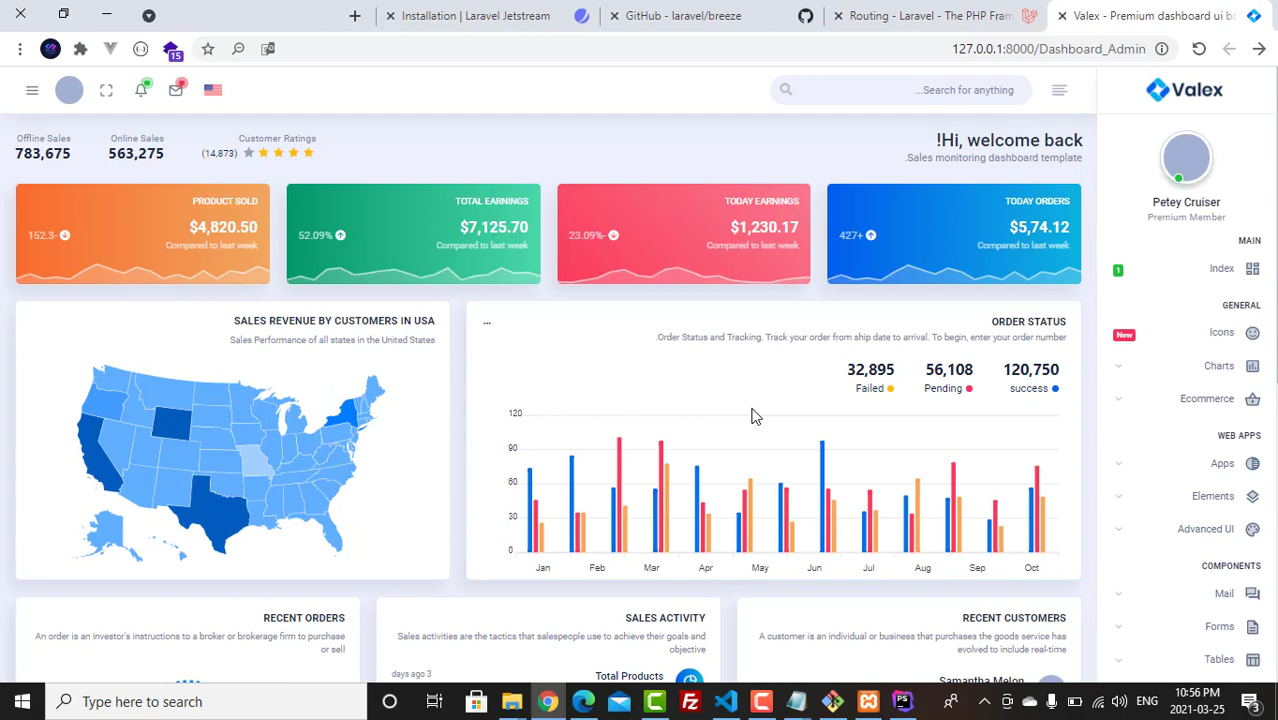 Installation | Laravel Jetstream
GitHub - laravel/breeze
Routing - Laravel - The PHP Fram
Valex - Premium dashboard ui bo
15
127.0.0.1:8000/Dashboard_Admin
...Search for anything
Valex
Offline Sales
783,675
Online Sales
563,275
Customer Ratings
(14,873)
!Hi, welcome back
.Sales monitoring dashboard template
PRODUCT SOLD
$4,820.50
Compared to last week
152.3-
TOTAL EARNINGS
$7,125.70
Compared to last week
52.09%
TODAY EARNINGS
$1,230.17
Compared to last week
23.09%-
TODAY ORDERS
$5,74.12
Compared to last week
427+
Petey Cruiser
Premium Member
MAIN
1
Index
GENERAL
New
Icons
Charts
Ecommerce
WEB APPS
Apps
Elements
Advanced UI
COMPONENTS
Mail
Forms
Tables
SALES REVENUE BY CUSTOMERS IN USA
Sales Performance of all states in the United States
...
ORDER STATUS
.Order Status and Tracking. Track your order from ship date to arrival. To begin, enter your order number
32,895
Failed
56,108
Pending
120,750
success
120
90
60
30
0
Jan Feb Mar Apr May Jun Jul Aug Sep Oct
RECENT ORDERS
An order is an investor's instructions to a broker or brokerage firm to purchase
or sell
SALES ACTIVITY
Sales activities are the tactics that salespeople use to achieve their goals and
objective
days ago 3
Total Products
RECENT CUSTOMERS
A customer is an individual or business that purchases the goods service has
evolved to include real-time
Samantha Melon
Type here to search
PS
ENG
10:56 PM
2021-03-25
3